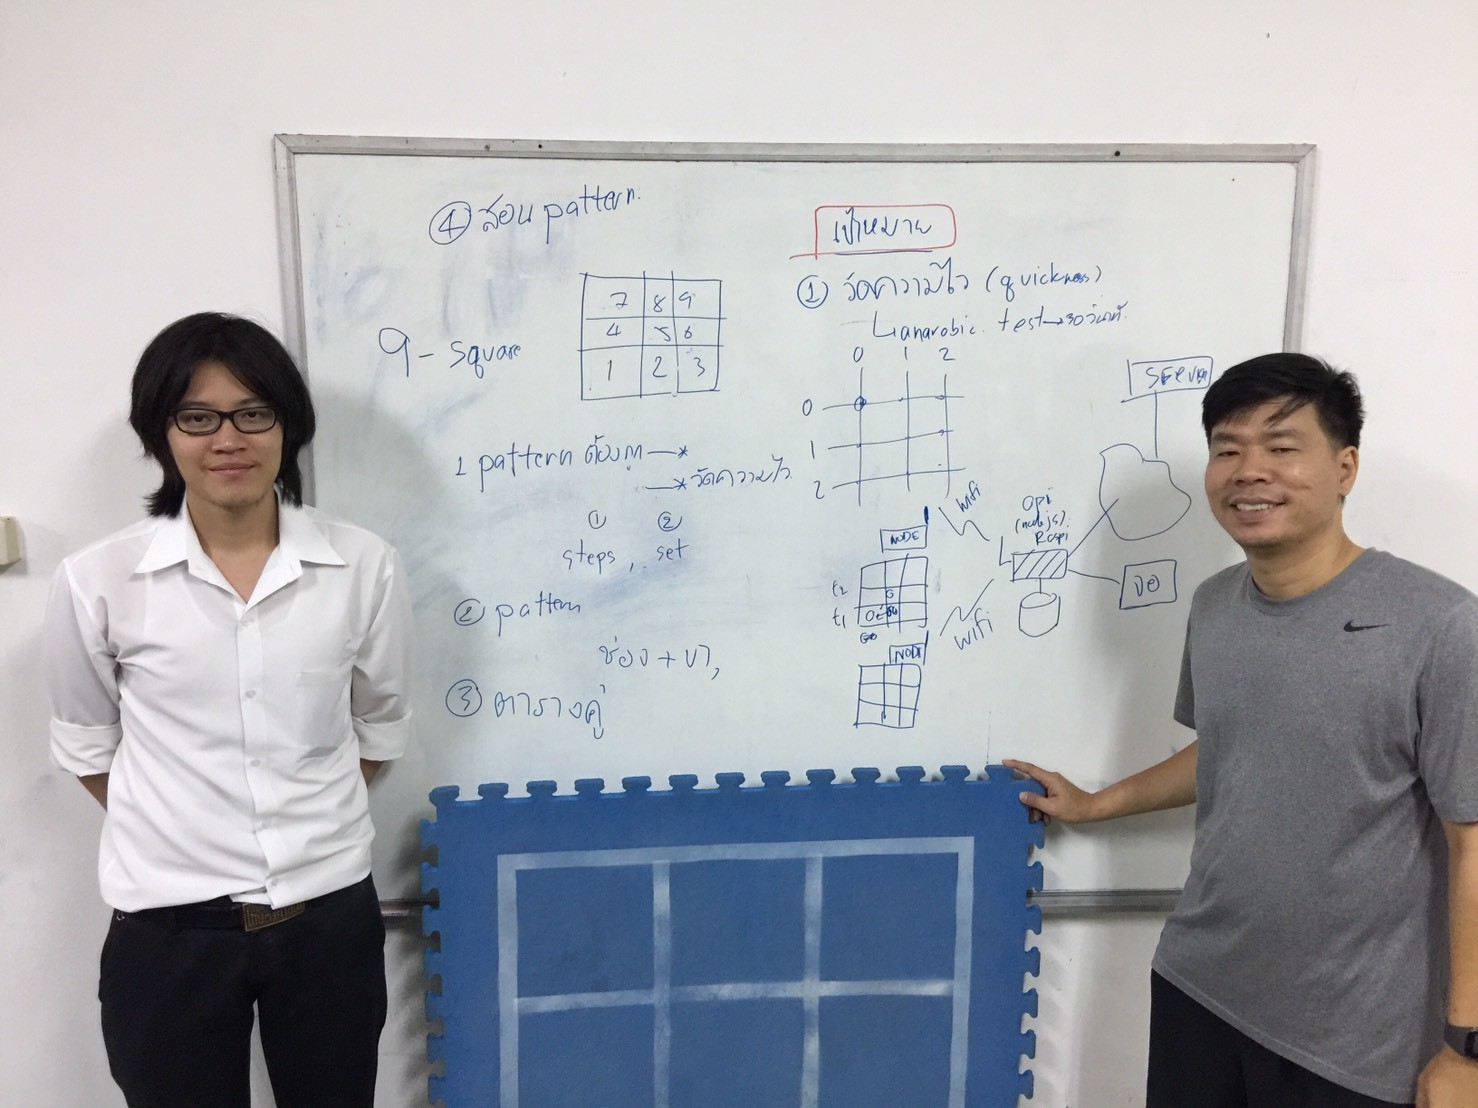 ④ สอน pattern.
9 - square
7 8 9
4 5 6
1 2 3
1 pattern ต้องถูก →*
→* วัดความไว
① ②
steps, set
② pattern
ช่อง + ขา,
③ ตารางคู่
เป้าหมาย
① วัดความไว (quickness)
↳ anarobic. test → 30 วินาที.
0 1 2
0
1
2
SERVER
wifi
opi
(nodejs).
Raspi
NODE
จอ
t2
t1
wifi
NODE